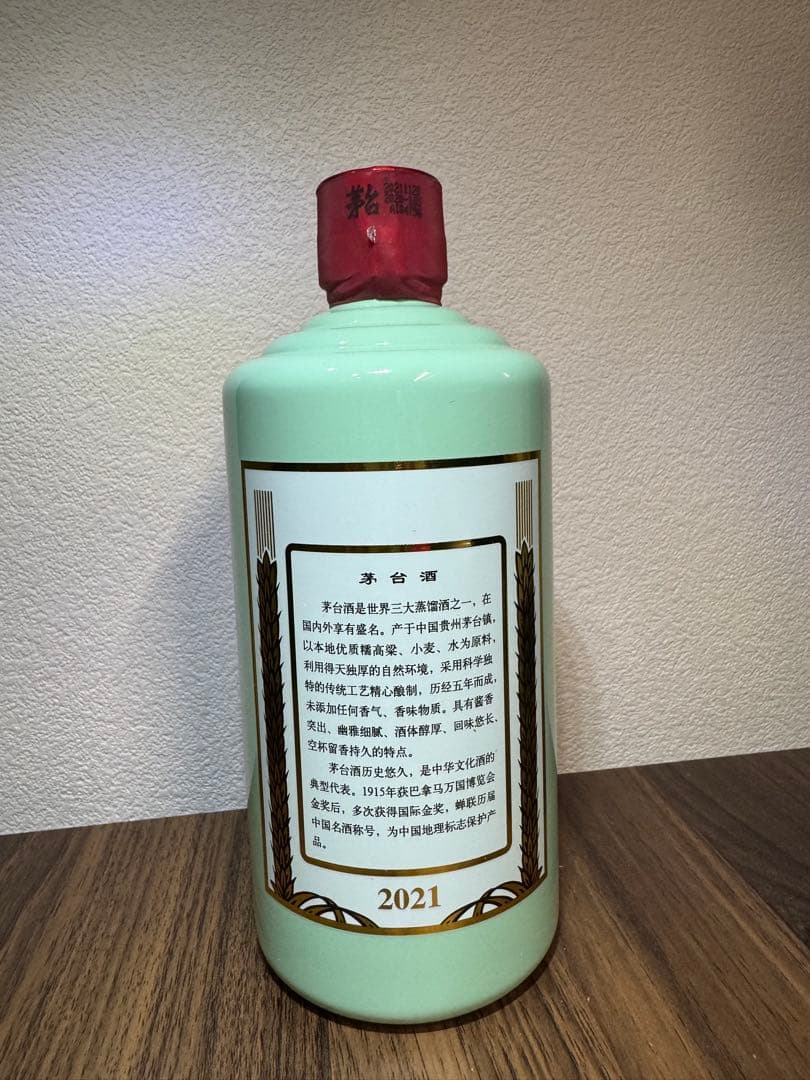 茅台
20211120
茅台酒
茅台酒是世界三大蒸馏酒之一，在
国内外享有盛名。产于中国贵州茅台镇，
以本地优质糯高粱、小麦、水为原料，
利用得天独厚的自然环境，采用科学独
特的传统工艺精心酿制，历经五年而成，
未添加任何香气、香味物质。具有酱香
突出、幽雅细腻、酒体醇厚、回味悠长、
空杯留香持久的特点。
茅台酒历史悠久，是中华文化酒的
典型代表。1915年获巴拿马万国博览会
金奖后，多次获得国际金奖，蝉联历届
中国名酒称号，为中国地理标志保护产
品。
2021